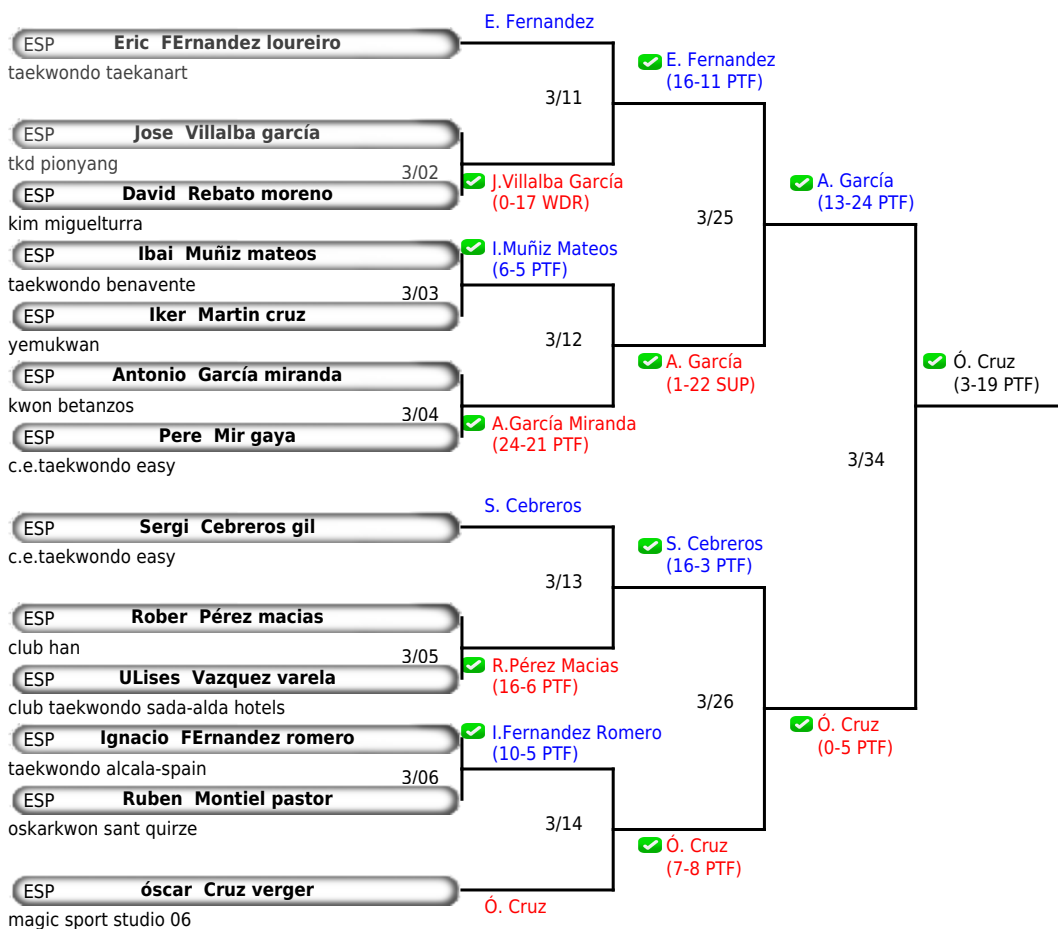 E. Fernandez
ESP Eric FErnandez loureiro
taekwondo taekanart
E. Fernandez
(16-11 PTF)
3/11
ESP Jose Villalba garcía
tkd pionyang
3/02
J.Villalba García
(0-17 WDR)
A. García
(13-24 PTF)
ESP David Rebato moreno
kim miguelturra
3/25
ESP Ibai Muñiz mateos
I.Muñiz Mateos
(6-5 PTF)
taekwondo benavente
3/03
ESP Iker Martin cruz
yemukwan
3/12
A. García
(1-22 SUP)
Ó. Cruz
(3-19 PTF)
ESP Antonio García miranda
kwon betanzos
3/04
A.García Miranda
(24-21 PTF)
ESP Pere Mir gaya
c.e.taekwondo easy
3/34
S. Cebreros
ESP Sergi Cebreros gil
c.e.taekwondo easy
S. Cebreros
(16-3 PTF)
3/13
ESP Rober Pérez macias
club han
3/05
R.Pérez Macias
(16-6 PTF)
ESP ULises Vazquez varela
club taekwondo sada-alda hotels
3/26
ESP Ignacio FErnandez romero
I.Fernandez Romero
(10-5 PTF)
Ó. Cruz
(0-5 PTF)
taekwondo alcala-spain
3/06
ESP Ruben Montiel pastor
oskarkwon sant quirze
3/14
Ó. Cruz
(7-8 PTF)
ESP óscar Cruz verger
Ó. Cruz
magic sport studio 06